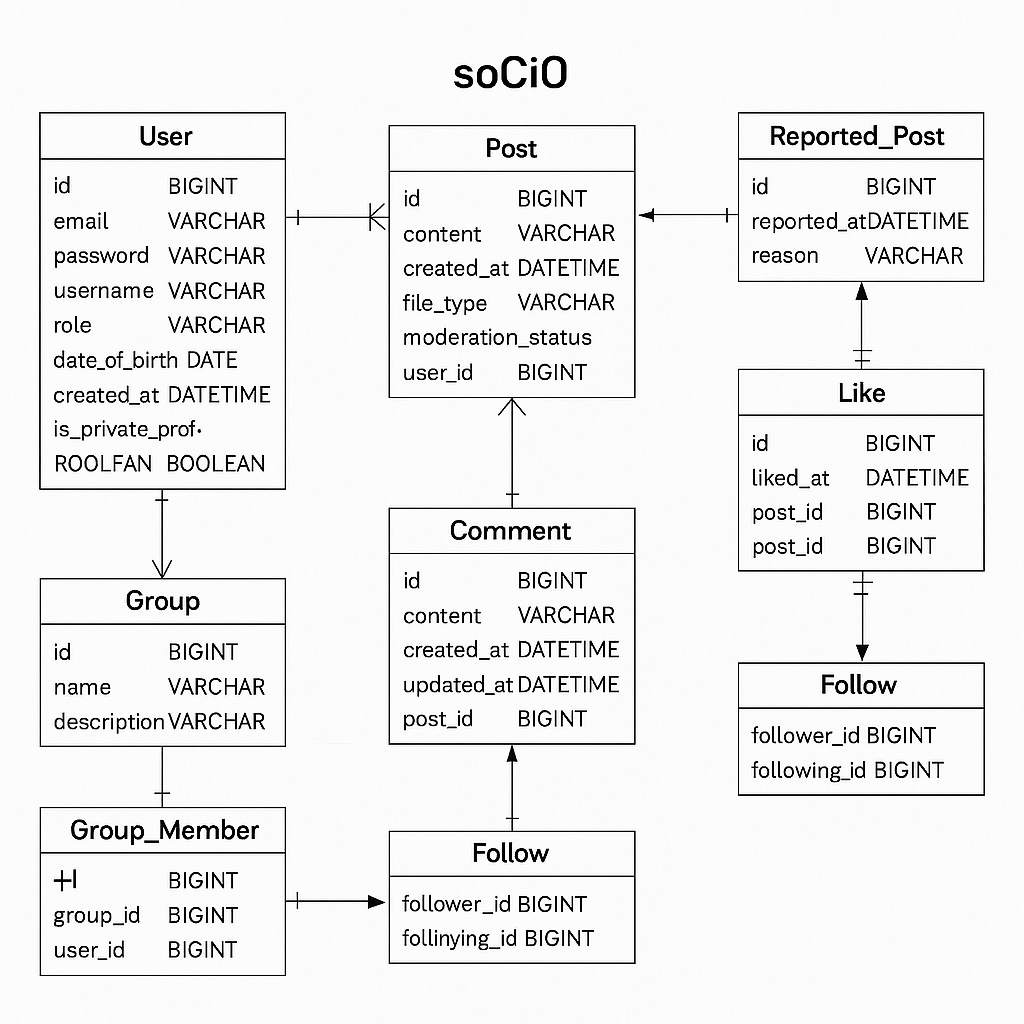 soCiO
User
id BIGINT
email VARCHAR
password VARCHAR
username VARCHAR
role VARCHAR
date_of_birth DATE
created_at DATETIME
is_private_prof.
ROOLFAN BOOLEAN
Group
id BIGINT
name VARCHAR
description VARCHAR
Group_Member
BIGINT
group_id BIGINT
user_id BIGINT
Post
id BIGINT
content VARCHAR
created_at DATETIME
file_type VARCHAR
moderation_status
user_id BIGINT
Comment
id BIGINT
content VARCHAR
created_at DATETIME
updated_at DATETIME
post_id BIGINT
Follow
follower_id BIGINT
follinying_id BIGINT
Reported_Post
id BIGINT
reported_at DATETIME
reason VARCHAR
Like
id BIGINT
liked_at DATETIME
post_id BIGINT
post_id BIGINT
Follow
follower_id BIGINT
following_id BIGINT